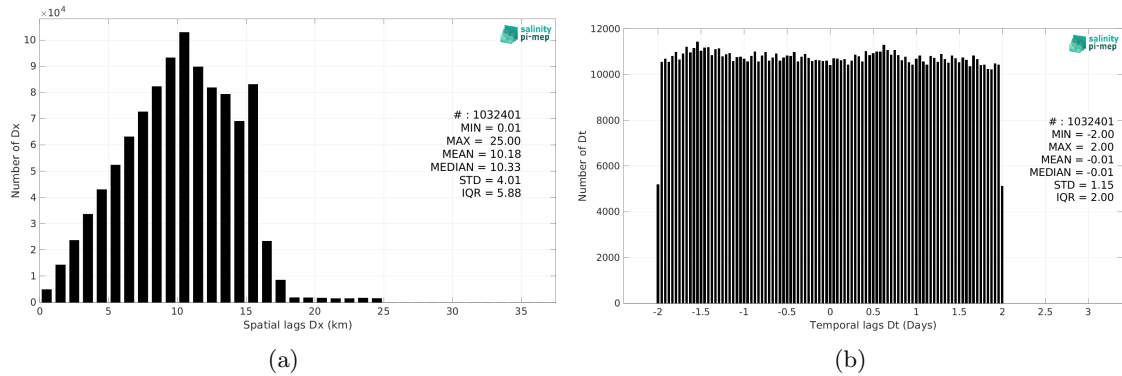 ×10⁴
10
9
8
7
6
5
4
3
2
1
0
Number of Dx
0 5 10 15 20 25 30 35
Spatial lags Dx (km)
salinity
pi-mep
# : 1032401
MIN = 0.01
MAX = 25.00
MEAN = 10.18
MEDIAN = 10.33
STD = 4.01
IQR = 5.88
(a)
12000
10000
8000
6000
4000
2000
0
Number of Dt
-2 -1.5 -1 -0.5 0 0.5 1 1.5 2 2.5 3
Temporal lags Dt (Days)
salinity
pi-mep
# : 1032401
MIN = -2.00
MAX = 2.00
MEAN = -0.01
MEDIAN = -0.01
STD = 1.15
IQR = 2.00
(b)